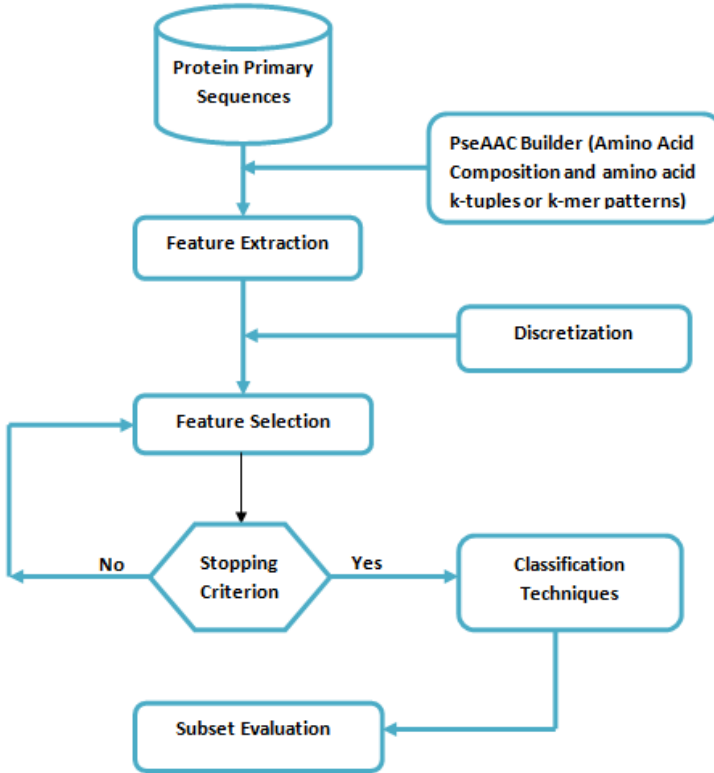 Protein Primary
Sequences
PseAAC Builder (Amino Acid
Composition and amino acid
k-tuples or k-mer patterns)
Feature Extraction
Discretization
Feature Selection
No
Stopping
Criterion
Yes
Classification
Techniques
Subset Evaluation